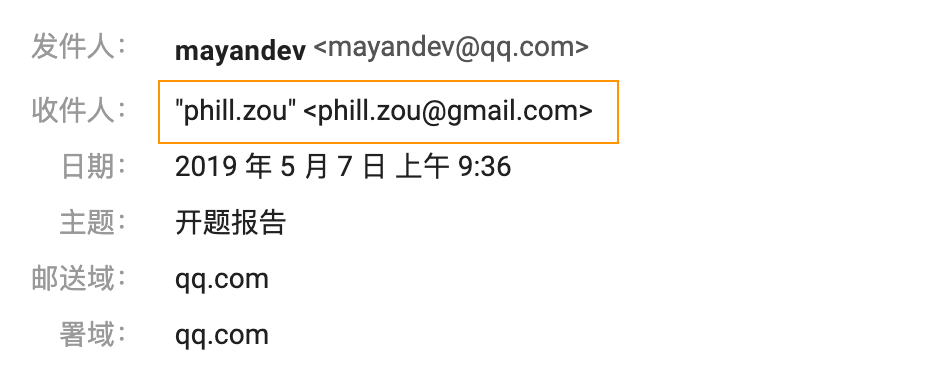 发件人： mayandev <mayandev@qq.com>
收件人： "phill.zou" <phill.zou@gmail.com>
日期： 2019 年 5 月 7 日 上午 9:36
主题： 开题报告
邮送域： qq.com
署域： qq.com